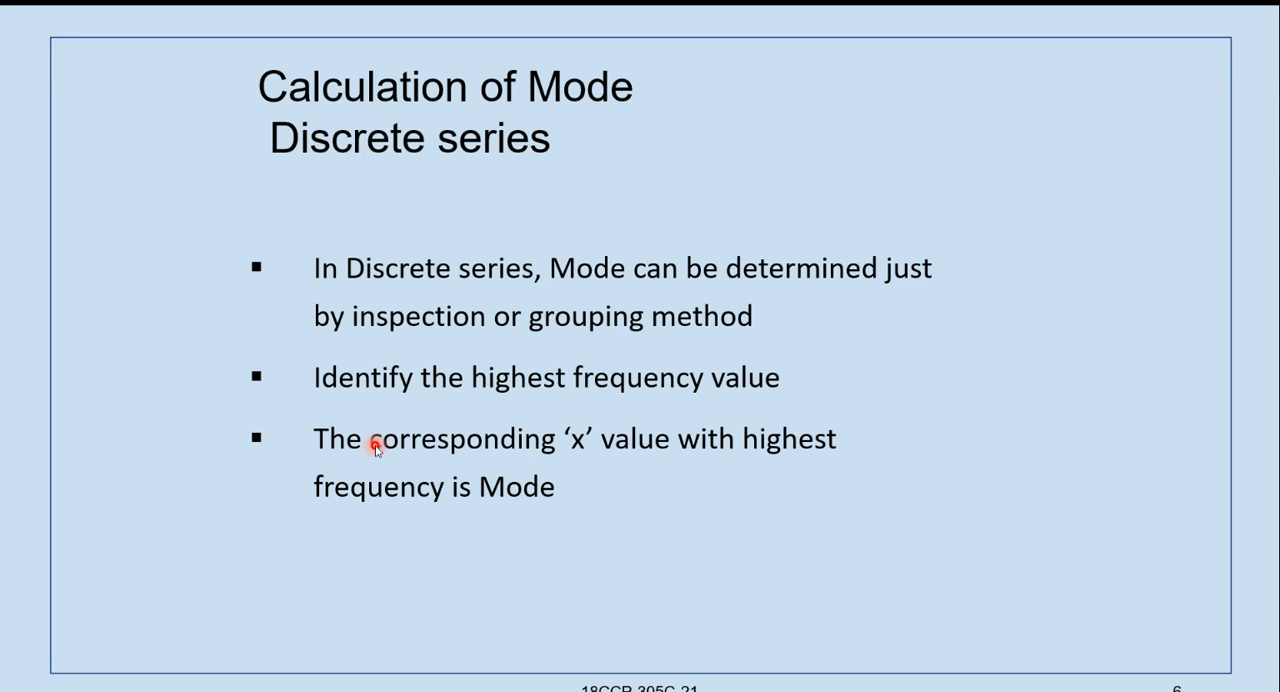 Calculation of Mode
Discrete series
▪ In Discrete series, Mode can be determined just
by inspection or grouping method
▪ Identify the highest frequency value
▪ The corresponding ‘x’ value with highest
frequency is Mode